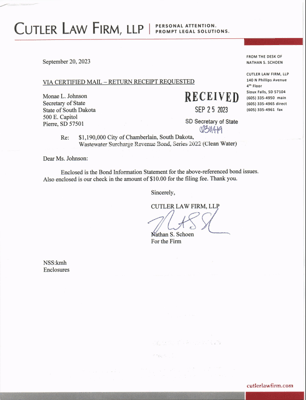 CUTLER LAW FIRM, LLP
PERSONAL ATTENTION.
PROMPT LEGAL SOLUTIONS.
September 20, 2023
FROM THE DESK OF
NATHAN S. SCHOEN
VIA CERTIFIED MAIL – RETURN RECEIPT REQUESTED
CUTLER LAW FIRM, LLP
140 N Phillips Avenue
4th Floor
Sioux Falls, SD 57104
(605) 335-4950 main
(605) 335-4965 direct
(605) 335-4961 fax
Monae L. Johnson
Secretary of State
State of South Dakota
500 E. Capitol
Pierre, SD 57501
RECEIVED
SEP 25 2023
SD Secretary of State
Re: $1,190,000 City of Chamberlain, South Dakota,
Wastewater Surcharge Revenue Bond, Series 2022 (Clean Water)
Dear Ms. Johnson:
Enclosed is the Bond Information Statement for the above-referenced bond issues.
Also enclosed is our check in the amount of $10.00 for the filing fee. Thank you.
Sincerely,
CUTLER LAW FIRM, LLP
Nathan S. Schoen
For the Firm
NSS:kmh
Enclosures
cutlerlawfirm.com